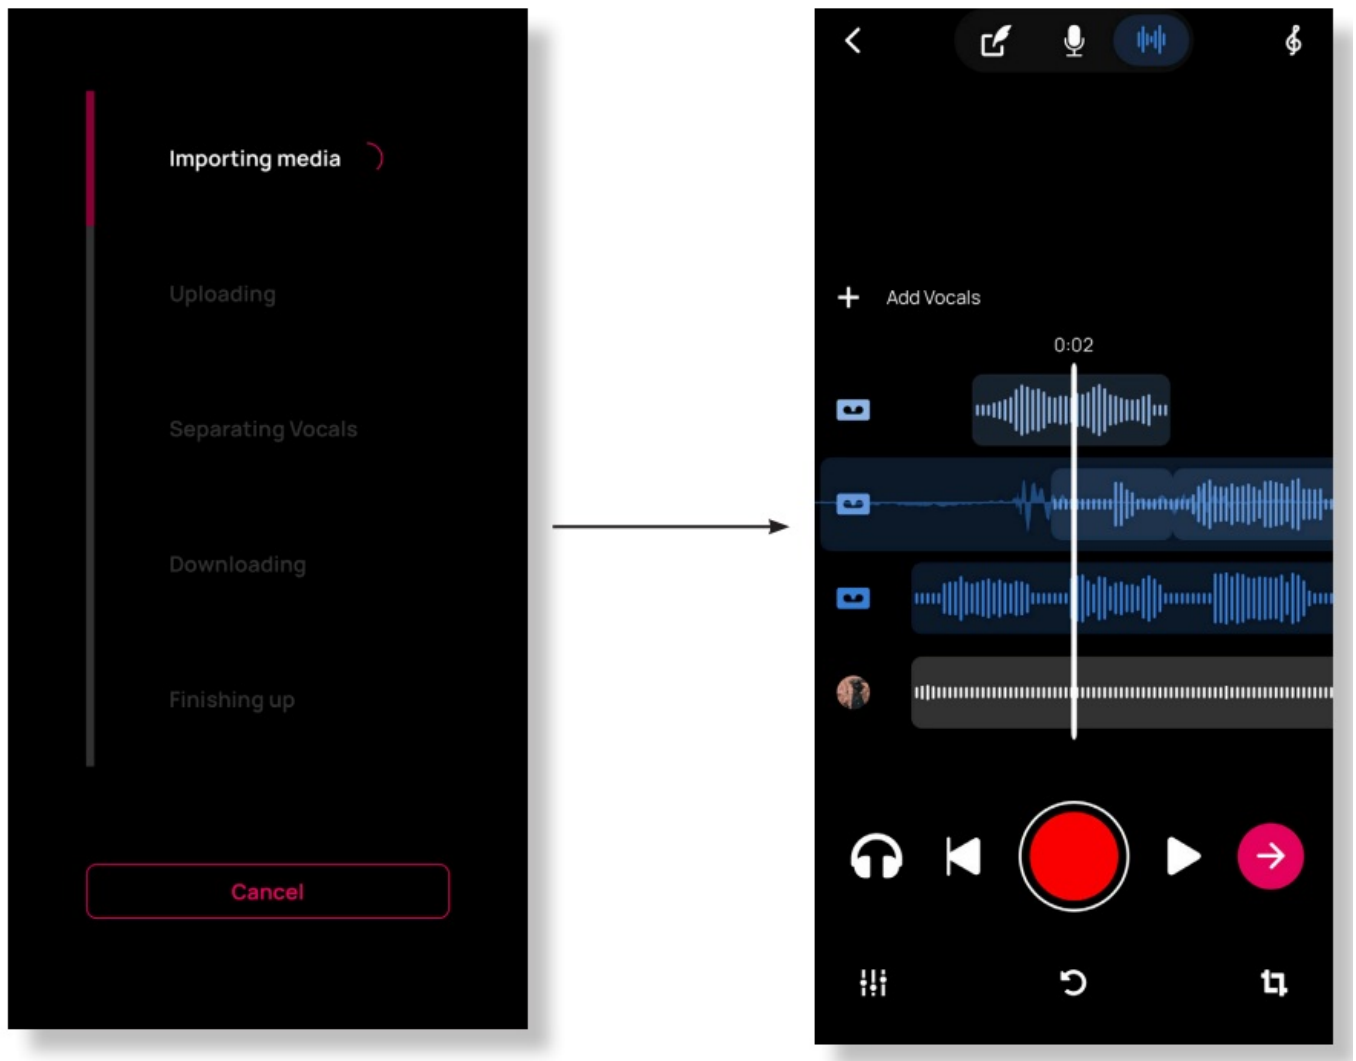 Importing media
Uploading
Separating Vocals
Downloading
Finishing up
Cancel
Add Vocals
0:02